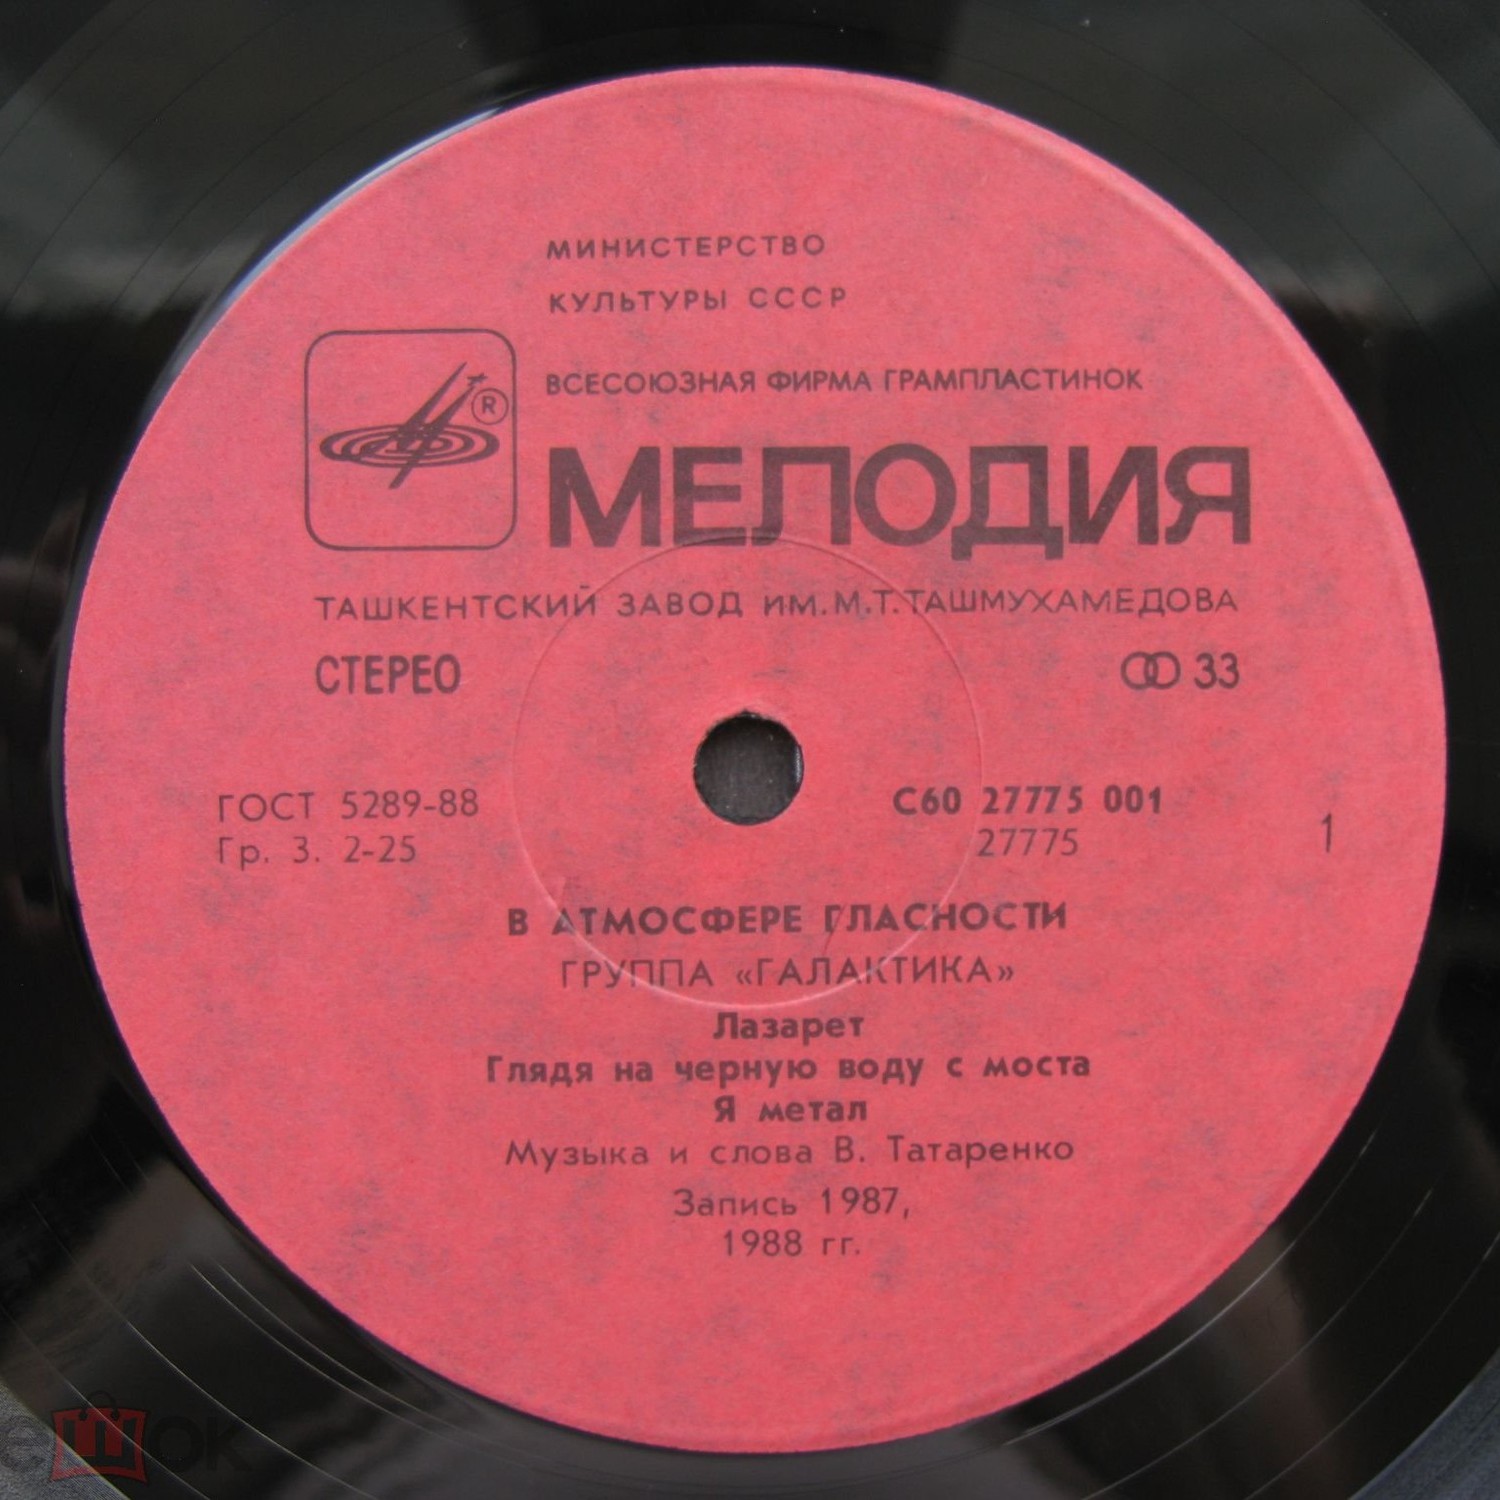 МИНИСТЕРСТВО
КУЛЬТУРЫ СССР
ВСЕСОЮЗНАЯ ФИРМА ГРАМПЛАСТИНОК
®
МЕЛОДИЯ
ТАШКЕНТСКИЙ ЗАВОД ИМ. М.Т. ТАШМУХАМЕДОВА
СТЕРЕО 33
ГОСТ 5289-88 С60 27775 001
Гр. 3. 2-25 27775 1
В АТМОСФЕРЕ ГЛАСНОСТИ
ГРУППА «ГАЛАКТИКА»
Лазарет
Глядя на черную воду с моста
Я метал
Музыка и слова В. Татаренко
Запись 1987,
1988 гг.
ешок